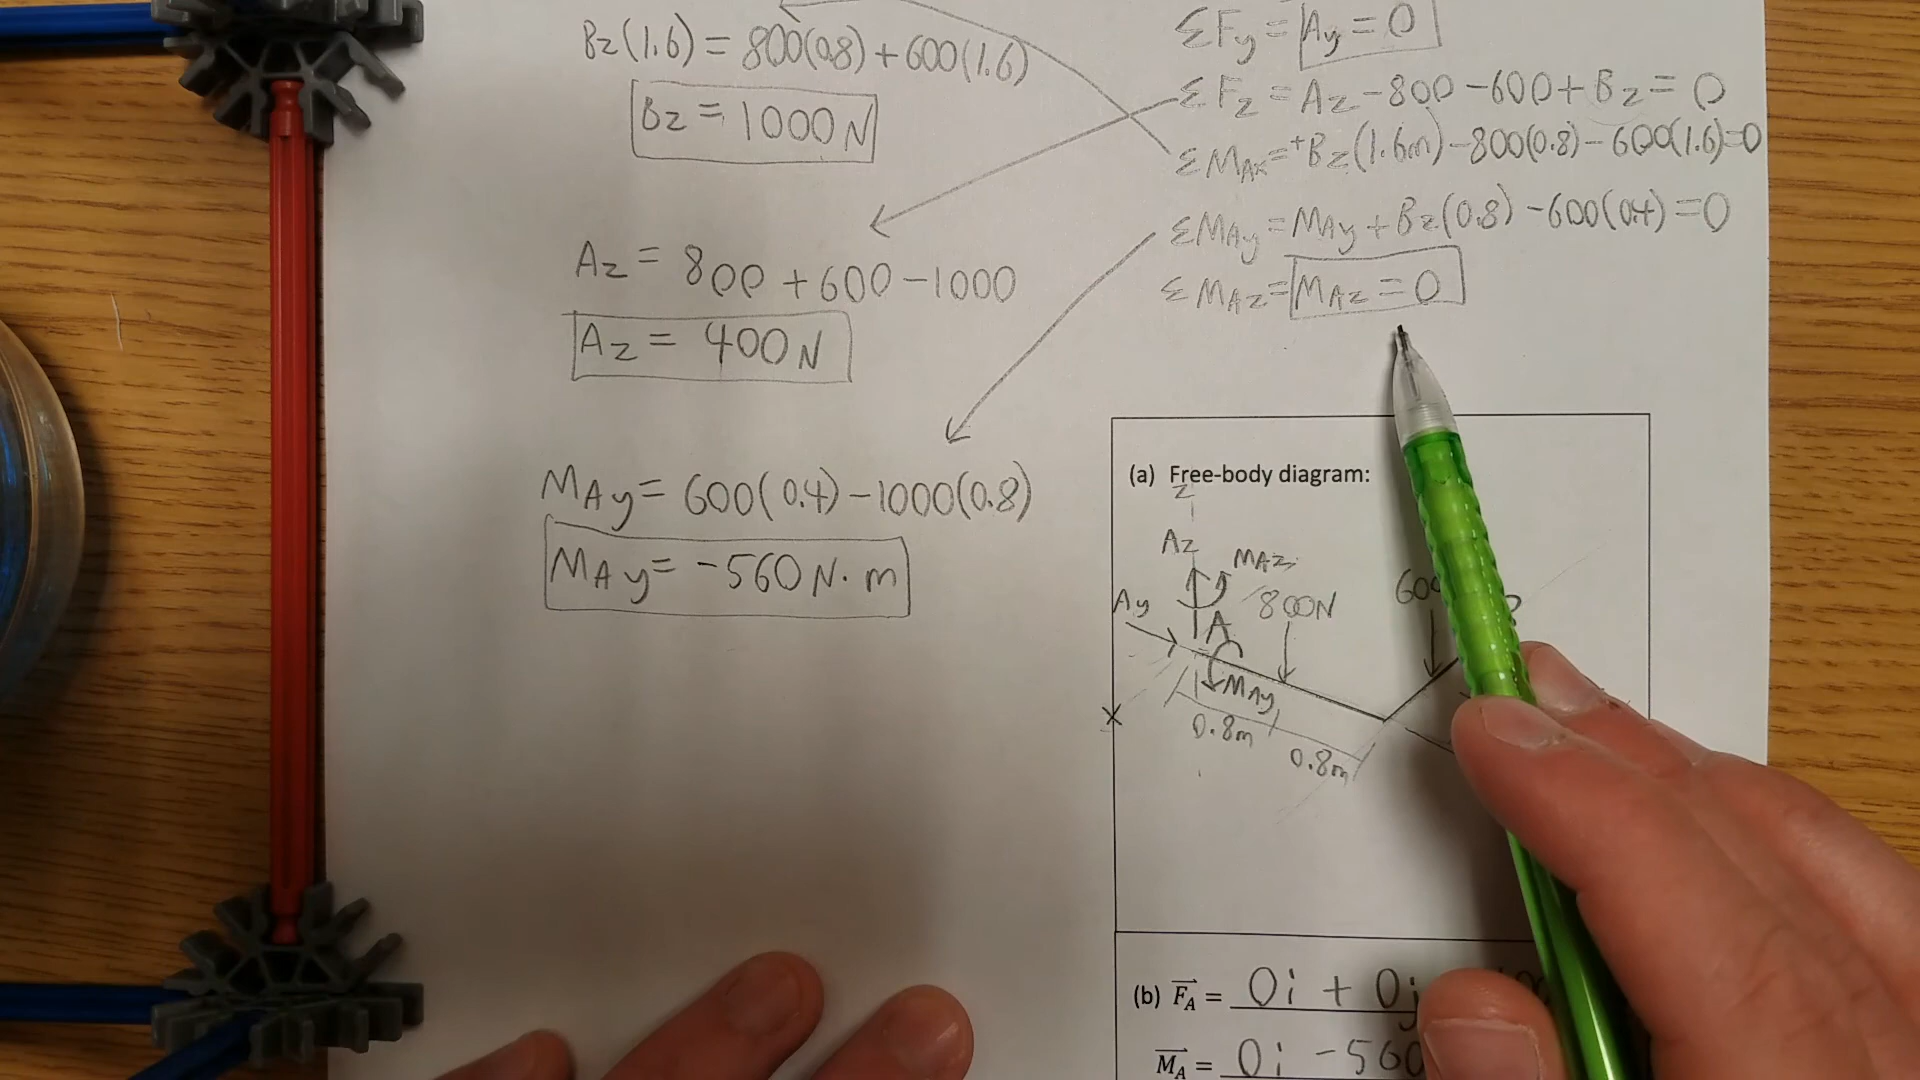 Bz(1.6) = 800(0.8) + 600(1.6)
Bz = 1000 N
Az = 800 + 600 - 1000
Az = 400 N
MAy = 600(0.4) - 1000(0.8)
MAy = -560 N·m
ΣFy = Ay = 0
ΣFz = Az - 800 - 600 + Bz = 0
ΣMAx = +Bz(1.6m) - 800(0.8) - 600(1.6) = 0
ΣMAy = MAy + Bz(0.8) - 600(0.4) = 0
ΣMAz = MAz = 0
(a) Free-body diagram:
z
Az
MAz
Ay
A
800N
MAy
x
0.8m
0.8m
(b) FA = 0i + 0j
MA = 0i - 560